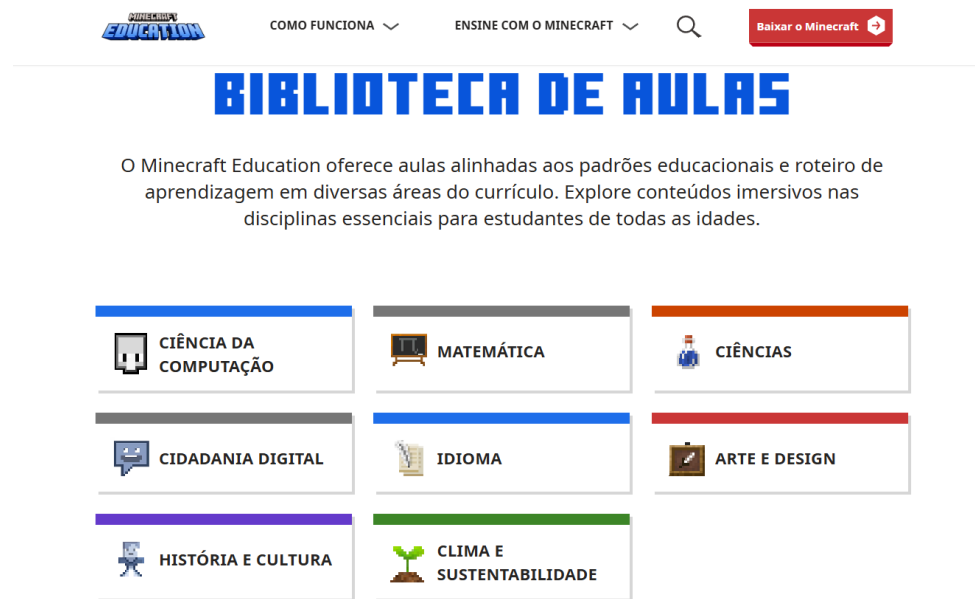 MINECRAFT
EDUCATION
COMO FUNCIONA
ENSINE COM O MINECRAFT
Baixar o Minecraft
BIBLIOTECA DE AULAS
O Minecraft Education oferece aulas alinhadas aos padrões educacionais e roteiro de
aprendizagem em diversas áreas do currículo. Explore conteúdos imersivos nas
disciplinas essenciais para estudantes de todas as idades.
CIÊNCIA DA
COMPUTAÇÃO
MATEMÁTICA
CIÊNCIAS
CIDADANIA DIGITAL
IDIOMA
ARTE E DESIGN
HISTÓRIA E CULTURA
CLIMA E
SUSTENTABILIDADE